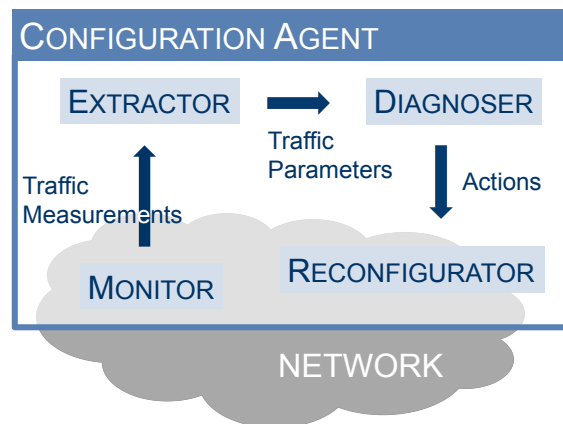 CONFIGURATION AGENT
EXTRACTOR
DIAGNOSER
Traffic
Parameters
Traffic
Measurements
Actions
MONITOR
RECONFIGURATOR
NETWORK